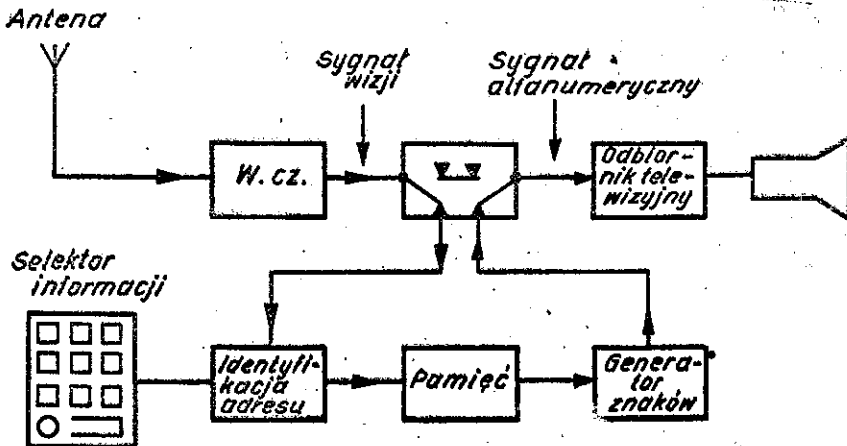 Antena
Sygnał
wizji
Sygnał
alfanumeryczny
W. cz.
Odbior-
nik tele-
wizyjny
Selektor
informacji
Identyfi-
kacja
adresu
Pamięć
Genera-
tor
znaków